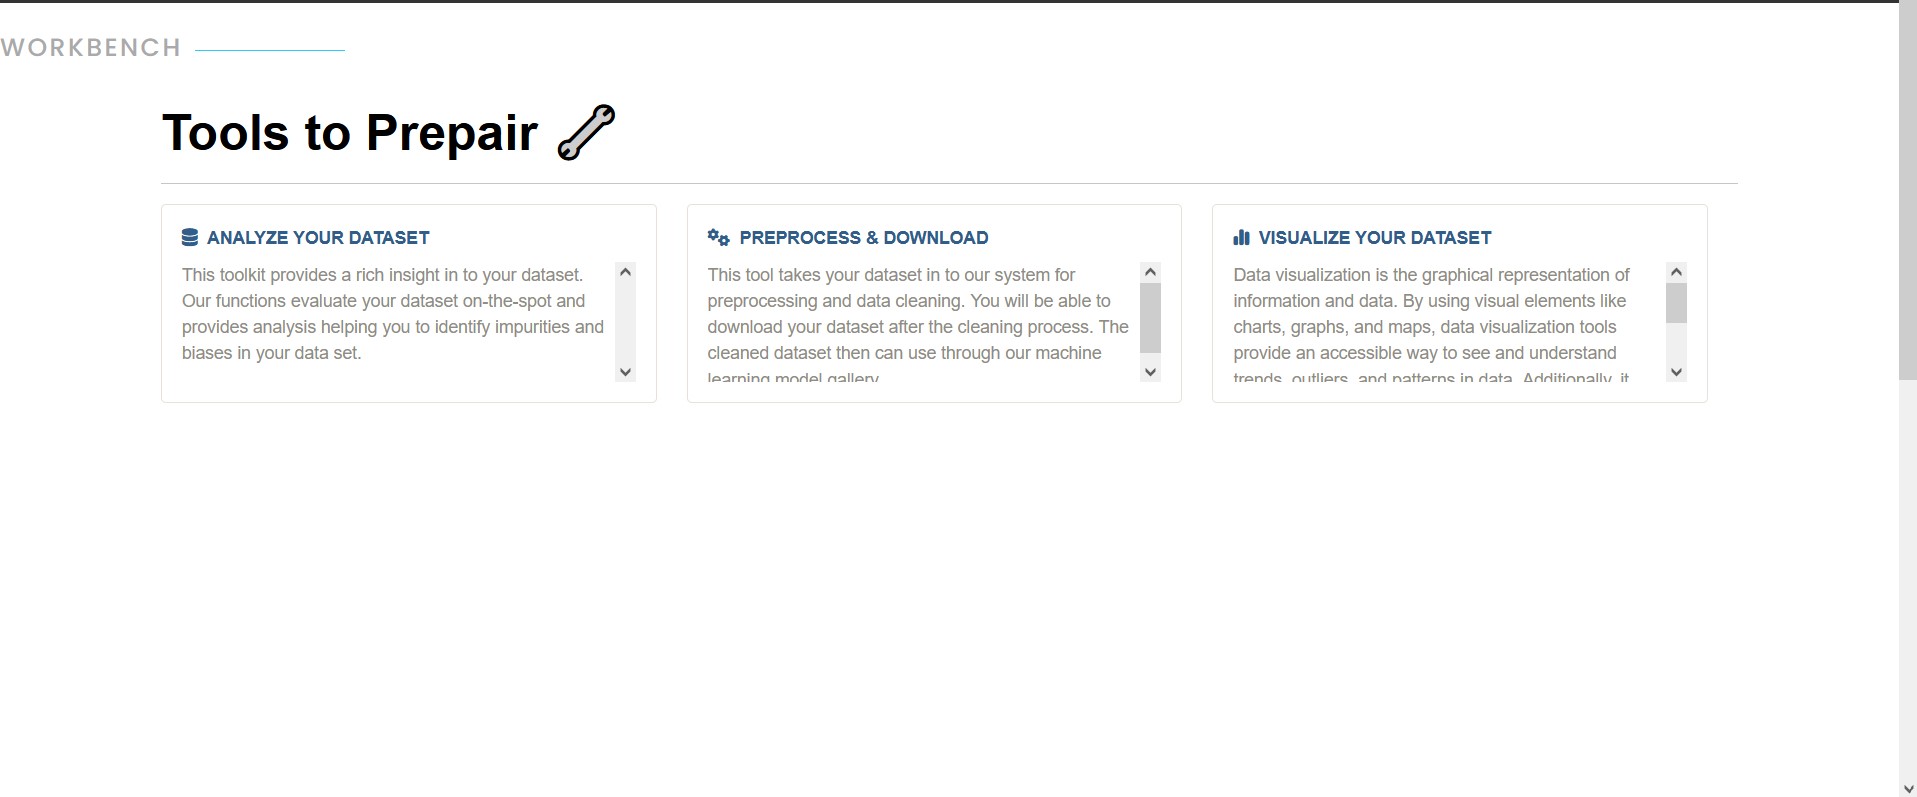 WORKBENCH
Tools to Prepair
ANALYZE YOUR DATASET
This toolkit provides a rich insight in to your dataset.
Our functions evaluate your dataset on-the-spot and
provides analysis helping you to identify impurities and
biases in your data set.
PREPROCESS & DOWNLOAD
This tool takes your dataset in to our system for
preprocessing and data cleaning. You will be able to
download your dataset after the cleaning process. The
cleaned dataset then can use through our machine
learning model gallery.
VISUALIZE YOUR DATASET
Data visualization is the graphical representation of
information and data. By using visual elements like
charts, graphs, and maps, data visualization tools
provide an accessible way to see and understand
trends, outliers, and patterns in data. Additionally, it